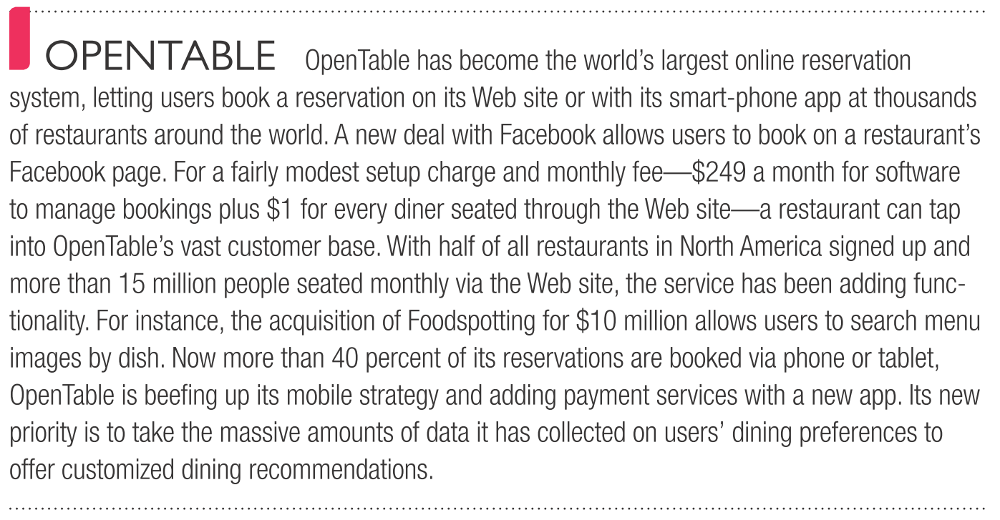 OPENTABLE OpenTable has become the world’s largest online reservation
system, letting users book a reservation on its Web site or with its smart-phone app at thousands
of restaurants around the world. A new deal with Facebook allows users to book on a restaurant’s
Facebook page. For a fairly modest setup charge and monthly fee—$249 a month for software
to manage bookings plus $1 for every diner seated through the Web site—a restaurant can tap
into OpenTable’s vast customer base. With half of all restaurants in North America signed up and
more than 15 million people seated monthly via the Web site, the service has been adding func-
tionality. For instance, the acquisition of Foodspotting for $10 million allows users to search menu
images by dish. Now more than 40 percent of its reservations are booked via phone or tablet,
OpenTable is beefing up its mobile strategy and adding payment services with a new app. Its new
priority is to take the massive amounts of data it has collected on users’ dining preferences to
offer customized dining recommendations.